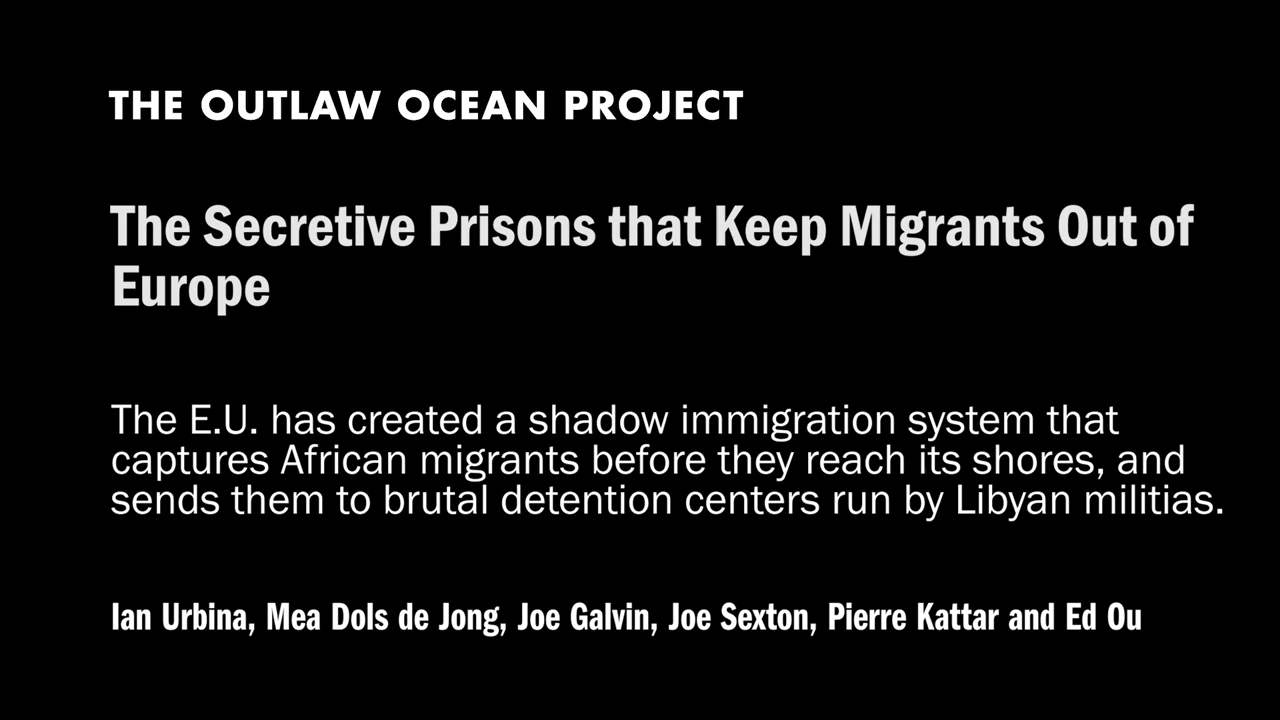 THE OUTLAW OCEAN PROJECT
The Secretive Prisons that Keep Migrants Out of
Europe
The E.U. has created a shadow immigration system that
captures African migrants before they reach its shores, and
sends them to brutal detention centers run by Libyan militias.
Ian Urbina, Mea Dols de Jong, Joe Galvin, Joe Sexton, Pierre Kattar and Ed Ou